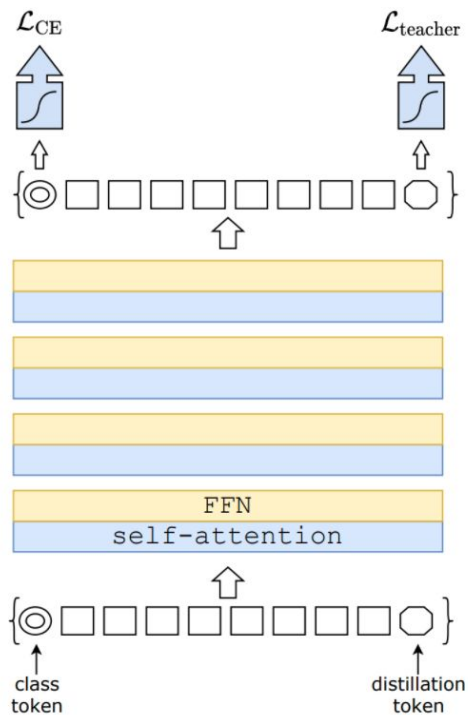 ℒCE
ℒteacher
FFN
self-attention
class
token
distillation
token